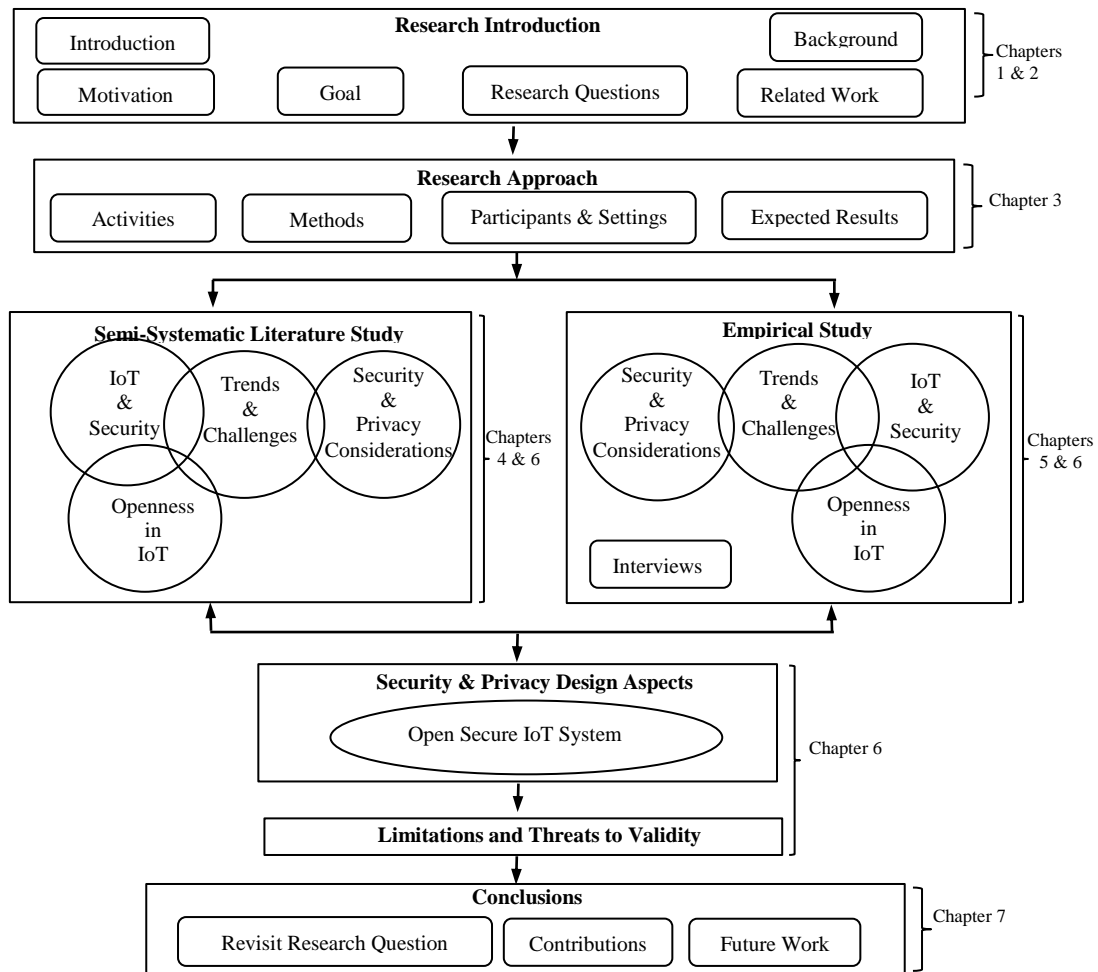 Research Introduction
Introduction
Background
Motivation
Goal
Research Questions
Related Work
Chapters
1 & 2
Research Approach
Activities
Methods
Participants & Settings
Expected Results
Chapter 3
Semi-Systematic Literature Study
IoT
&
Security
Trends
&
Challenges
Security
&
Privacy
Considerations
Openness
in
IoT
Chapters
4 & 6
Empirical Study
Security
&
Privacy
Considerations
Trends
&
Challenges
IoT
&
Security
Openness
in
IoT
Interviews
Chapters
5 & 6
Security & Privacy Design Aspects
Open Secure IoT System
Chapter 6
Limitations and Threats to Validity
Conclusions
Revisit Research Question
Contributions
Future Work
Chapter 7